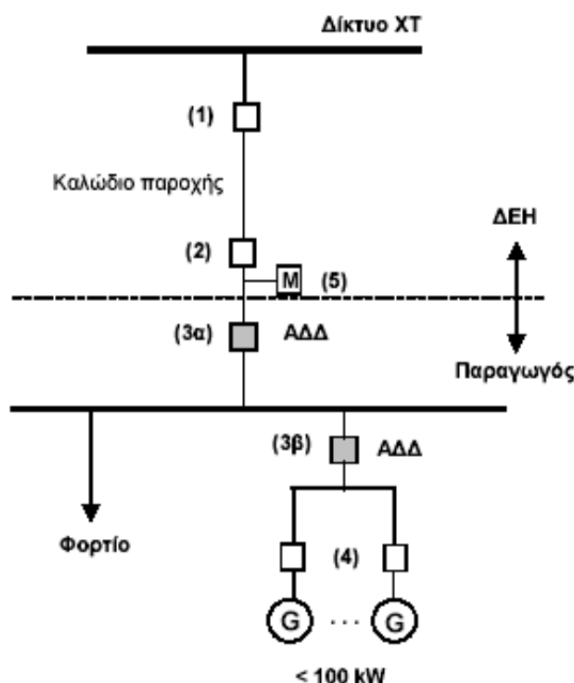 Δίκτυο ΧΤ
(1)
Καλώδιο παροχής
ΔΕΗ
(2)
M
(5)
(3α)
ΑΔΔ
Παραγωγός
(3β)
ΑΔΔ
Φορτίο
(4)
G
. . .
G
< 100 kW